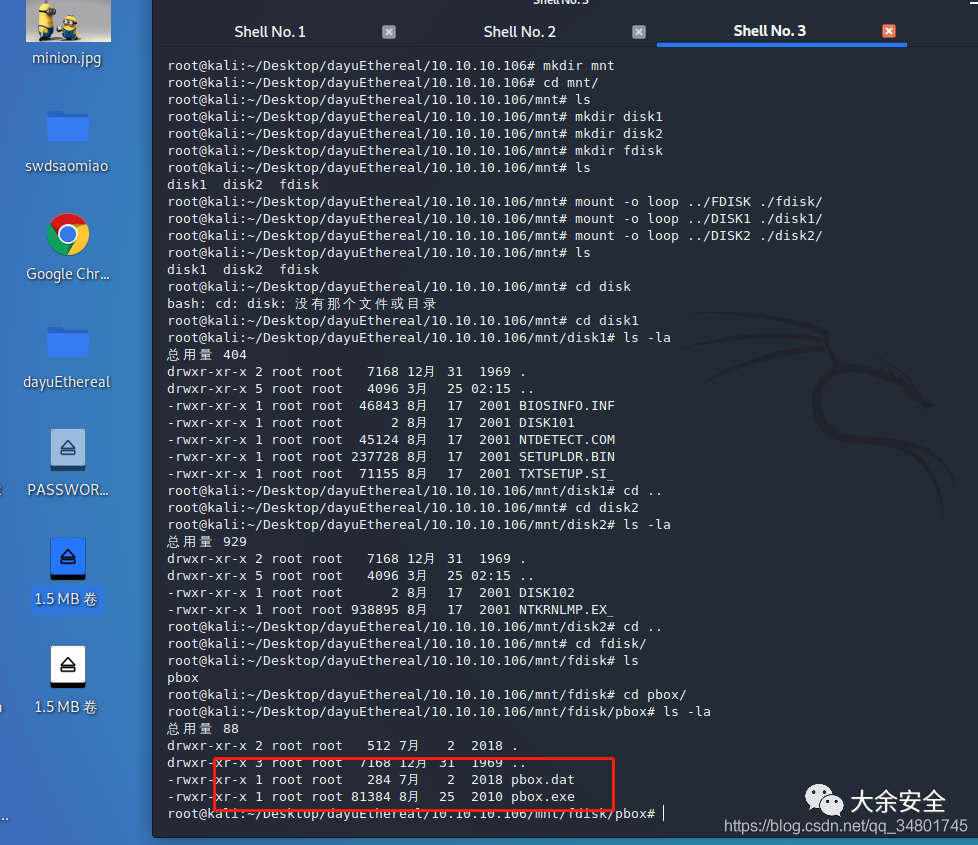 Shell No. 3
Shell No. 1
Shell No. 2
Shell No. 3
minion.jpg
swdsaomiao
Google Chr...
dayuEthereal
PASSWOR...
1.5 MB 卷
1.5 MB 卷
root@kali:~/Desktop/dayuEthereal/10.10.10.106# mkdir mnt
root@kali:~/Desktop/dayuEthereal/10.10.10.106# cd mnt/
root@kali:~/Desktop/dayuEthereal/10.10.10.106/mnt# ls
root@kali:~/Desktop/dayuEthereal/10.10.10.106/mnt# mkdir disk1
root@kali:~/Desktop/dayuEthereal/10.10.10.106/mnt# mkdir disk2
root@kali:~/Desktop/dayuEthereal/10.10.10.106/mnt# mkdir fdisk
root@kali:~/Desktop/dayuEthereal/10.10.10.106/mnt# ls
disk1  disk2  fdisk
root@kali:~/Desktop/dayuEthereal/10.10.10.106/mnt# mount -o loop ../FDISK ./fdisk/
root@kali:~/Desktop/dayuEthereal/10.10.10.106/mnt# mount -o loop ../DISK1 ./disk1/
root@kali:~/Desktop/dayuEthereal/10.10.10.106/mnt# mount -o loop ../DISK2 ./disk2/
root@kali:~/Desktop/dayuEthereal/10.10.10.106/mnt# ls
disk1  disk2  fdisk
root@kali:~/Desktop/dayuEthereal/10.10.10.106/mnt# cd disk
bash: cd: disk: 没有那个文件或目录
root@kali:~/Desktop/dayuEthereal/10.10.10.106/mnt# cd disk1
root@kali:~/Desktop/dayuEthereal/10.10.10.106/mnt/disk1# ls -la
总用量 404
drwxr-xr-x 2 root root   7168 12月 31  1969 .
drwxr-xr-x 5 root root   4096 3月  25 02:15 ..
-rwxr-xr-x 1 root root  46843 8月  17  2001 BIOSINFO.INF
-rwxr-xr-x 1 root root      2 8月  17  2001 DISK101
-rwxr-xr-x 1 root root  45124 8月  17  2001 NTDETECT.COM
-rwxr-xr-x 1 root root 237728 8月  17  2001 SETUPLDR.BIN
-rwxr-xr-x 1 root root  71155 8月  17  2001 TXTSETUP.SI_
root@kali:~/Desktop/dayuEthereal/10.10.10.106/mnt/disk1# cd ..
root@kali:~/Desktop/dayuEthereal/10.10.10.106/mnt# cd disk2
root@kali:~/Desktop/dayuEthereal/10.10.10.106/mnt/disk2# ls -la
总用量 929
drwxr-xr-x 2 root root   7168 12月 31  1969 .
drwxr-xr-x 5 root root   4096 3月  25 02:15 ..
-rwxr-xr-x 1 root root      2 8月  17  2001 DISK102
-rwxr-xr-x 1 root root 938895 8月  17  2001 NTKRNLMP.EX_
root@kali:~/Desktop/dayuEthereal/10.10.10.106/mnt/disk2# cd ..
root@kali:~/Desktop/dayuEthereal/10.10.10.106/mnt# cd fdisk/
root@kali:~/Desktop/dayuEthereal/10.10.10.106/mnt/fdisk# ls
pbox
root@kali:~/Desktop/dayuEthereal/10.10.10.106/mnt/fdisk# cd pbox/
root@kali:~/Desktop/dayuEthereal/10.10.10.106/mnt/fdisk/pbox# ls -la
总用量 88
drwxr-xr-x 2 root root   512 7月   2  2018 .
drwxr-xr-x 3 root root  7168 12月 31  1969 ..
-rwxr-xr-x 1 root root   284 7月   2  2018 pbox.dat
-rwxr-xr-x 1 root root 81384 8月  25  2010 pbox.exe
root@kali:~/Desktop/dayuEthereal/10.10.10.106/mnt/fdisk/pbox#
大余安全
https://blog.csdn.net/qq_34801745